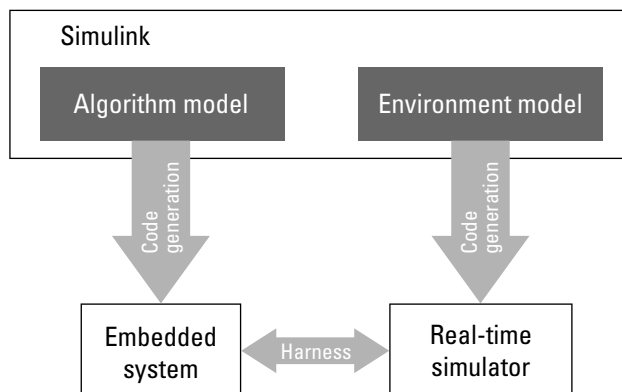 Simulink
Algorithm model
Environment model
Code
generation
Code
generation
Embedded
system
Harness
Real-time
simulator